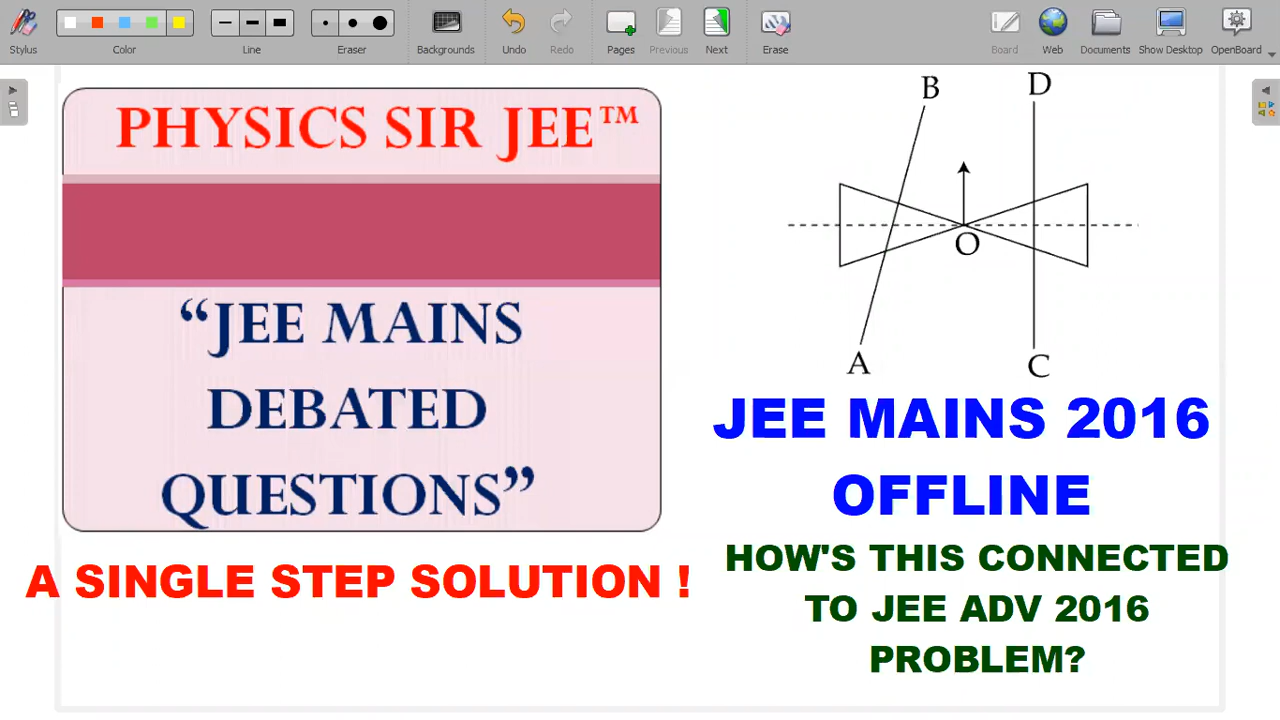 Stylus
Color
Line
Eraser
Backgrounds
Undo
Redo
Pages
Previous
Next
Erase
Board
Web
Documents
Show Desktop
OpenBoard
PHYSICS SIR JEE™
“JEE MAINS
DEBATED
QUESTIONS”
A SINGLE STEP SOLUTION !
B
D
O
A
C
JEE MAINS 2016
OFFLINE
HOW'S THIS CONNECTED
TO JEE ADV 2016
PROBLEM?